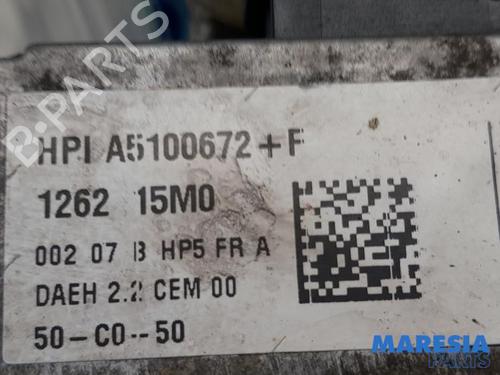 HPI A5100672+F
1262 15M0
002 07 B HP5 FR A
DAEH 2.2 CEM 00
50-C0--50
B-PARTS
MARESIA
PARTS